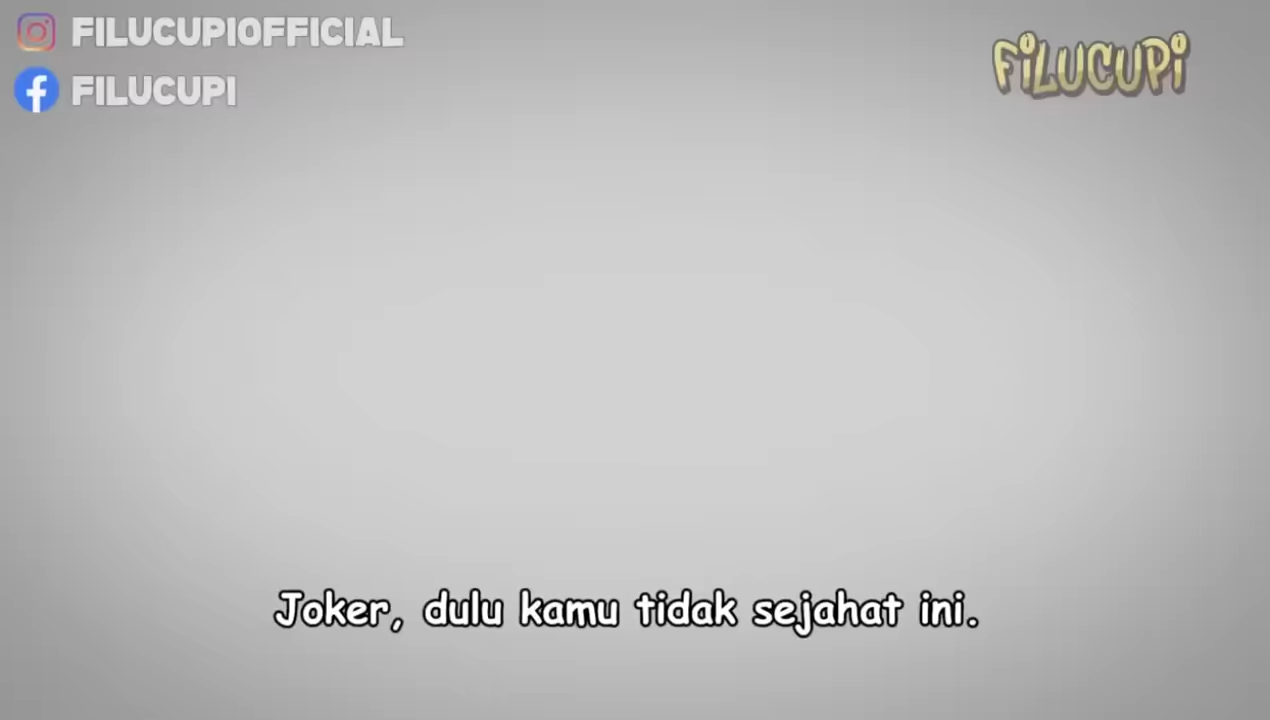 FILUCUPIOFFICIAL
FILUCUPI
FiLUCUPi
Joker, dulu kamu tidak sejahat ini.